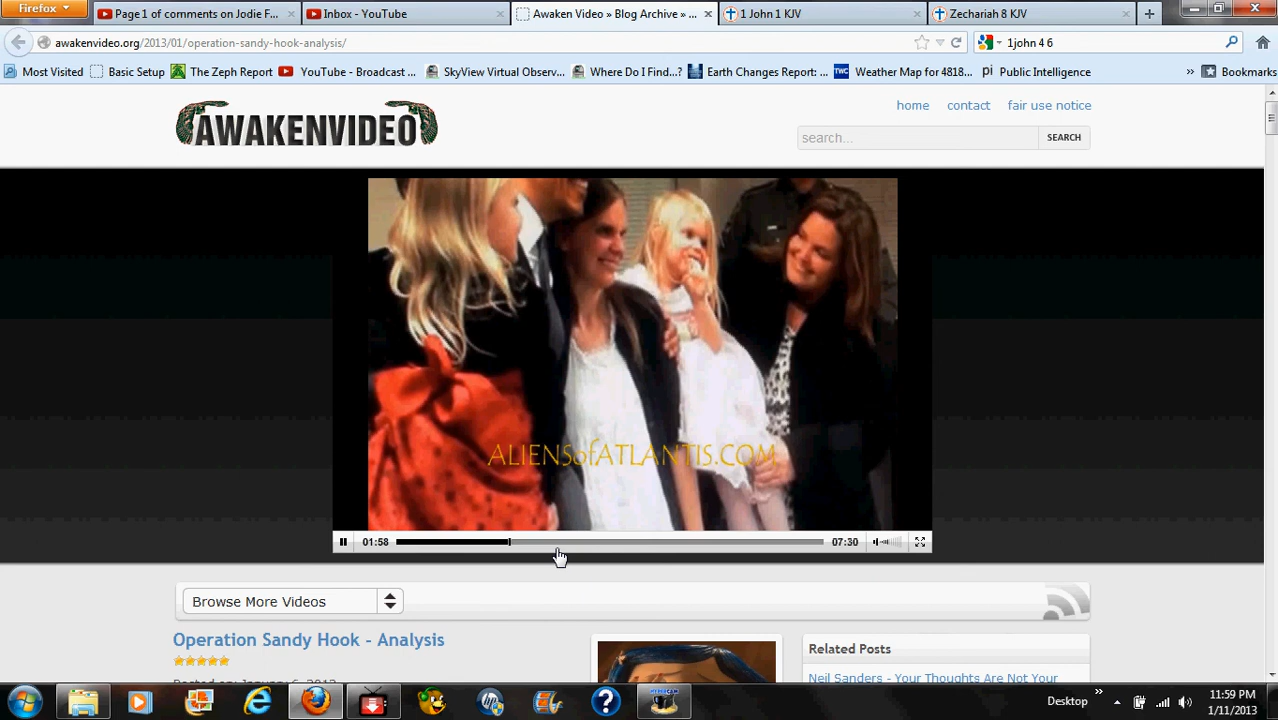 Firefox
Page 1 of comments on Jodie F...
Inbox - YouTube
Awaken Video » Blog Archive » ...
1 John 1 KJV
Zechariah 8 KJV
awakenvideo.org/2013/01/operation-sandy-hook-analysis/
1john 4 6
Most Visited
Basic Setup
The Zeph Report
YouTube - Broadcast ...
SkyView Virtual Observ...
Where Do I Find...?
Earth Changes Report: ...
TWC
Weather Map for 4818...
pi Public Intelligence
»
Bookmarks
AWAKENVIDEO
home contact fair use notice
search... SEARCH
ALIENSofATLANTIS.COM
01:58 07:30
Browse More Videos
Operation Sandy Hook - Analysis
Related Posts
Neil Sanders - Your Thoughts Are Not Your
Desktop
»
11:59 PM
1/11/2013